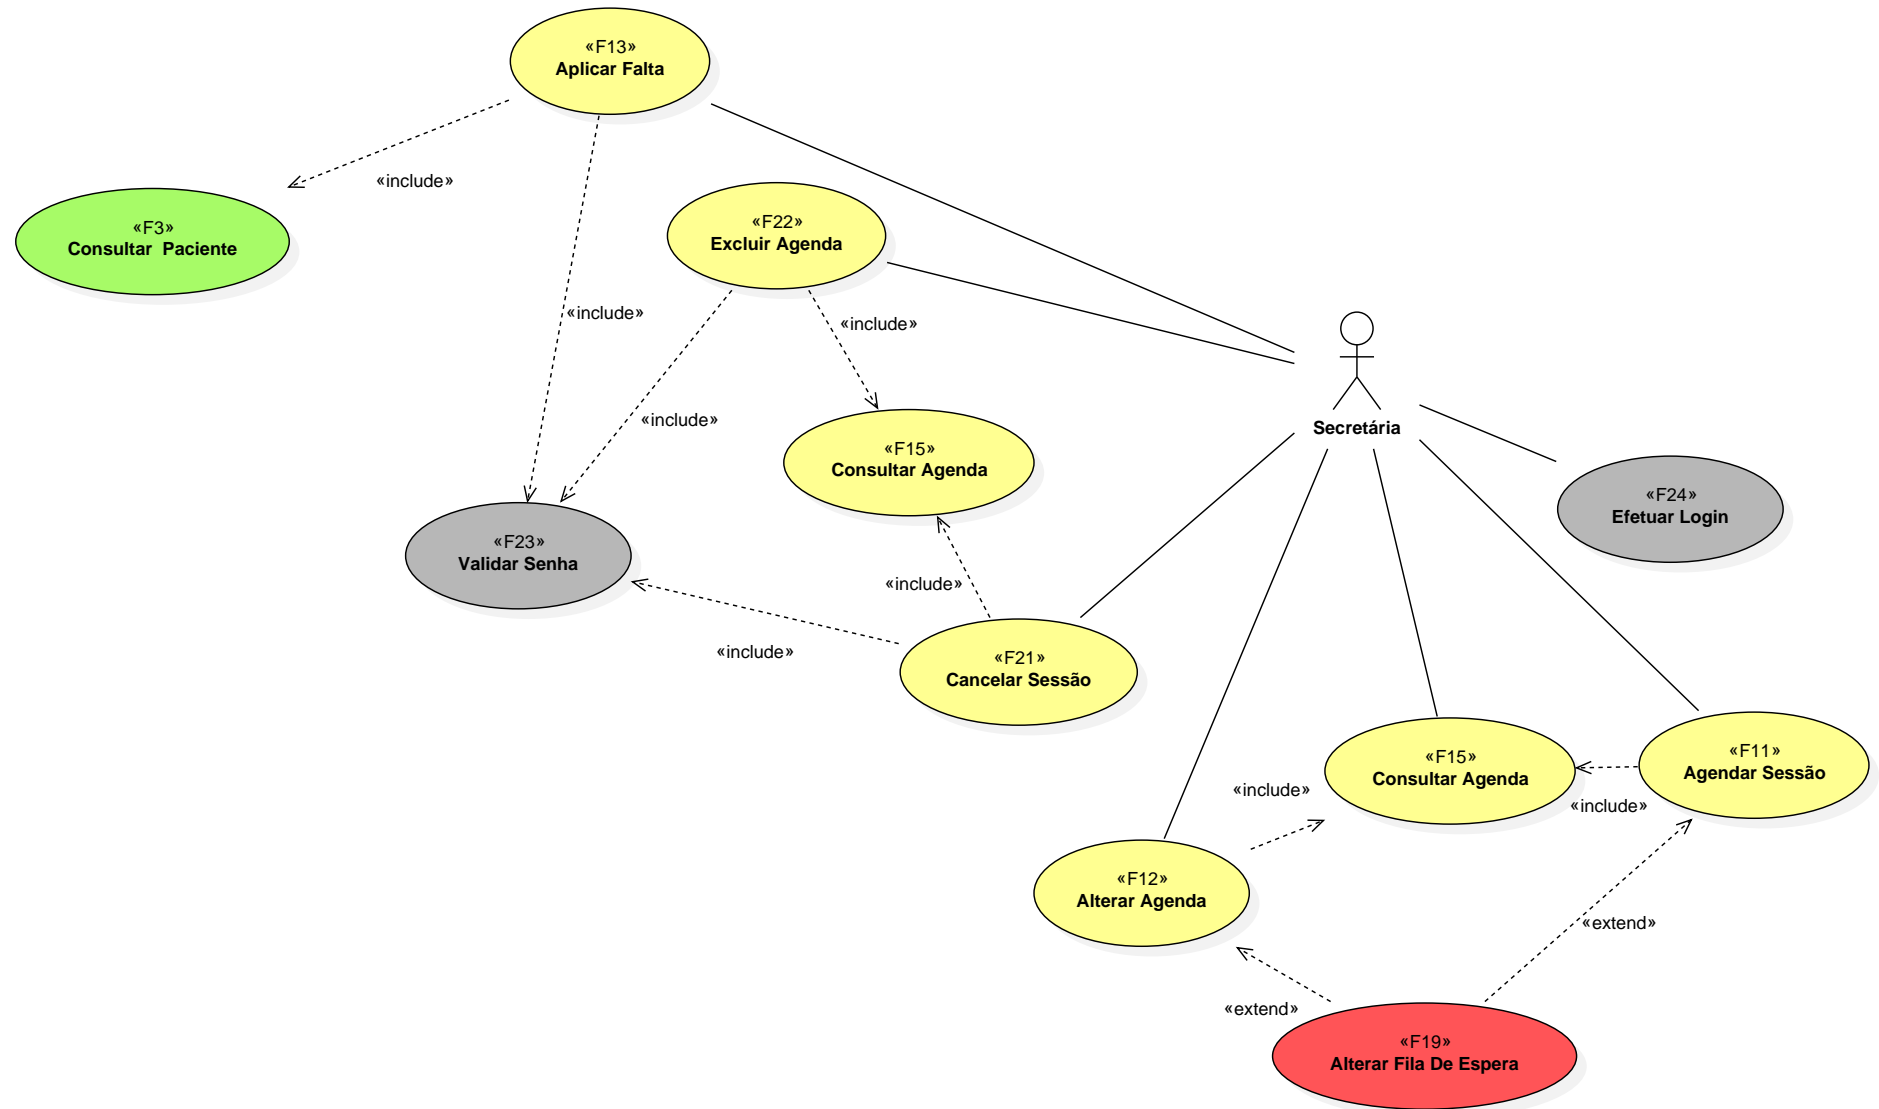 «F13»
Aplicar Falta
«include»
«F3»
Consultar  Paciente
«F22»
Excluir Agenda
«include»
«include»
«include»
Secretária
«F15»
Consultar Agenda
«F24»
Efetuar Login
«F23»
Validar Senha
«include»
«include»
«F21»
Cancelar Sessão
«F15»
Consultar Agenda
«F11»
Agendar Sessão
«include»
«include»
«F12»
Alterar Agenda
«extend»
«extend»
«F19»
Alterar Fila De Espera